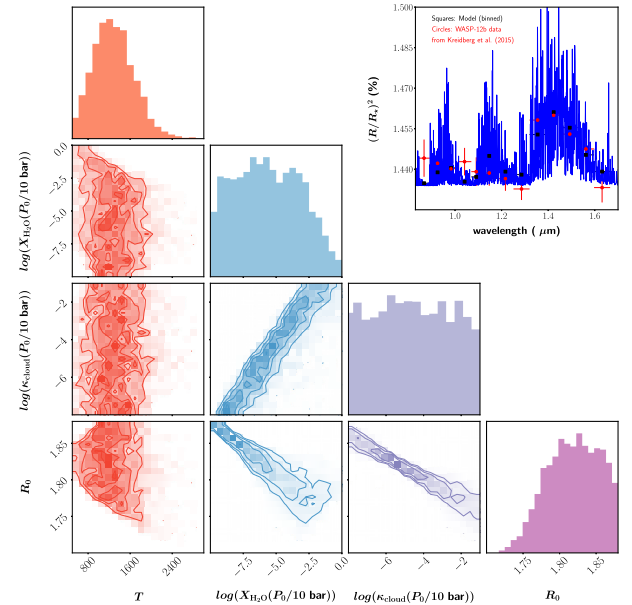 1.500
Squares: Model (binned)
Circles: WASP-12b data
from Kreidberg et al. (2015)
1.485
1.470
(R/R⋆)² (%)
1.455
1.440
1.0 1.2 1.4 1.6
wavelength ( μm)
0.0
−2.5
−5.0
−7.5
log(X_H₂O(P₀/10 bar))
−2
−4
−6
log(κ_cloud(P₀/10 bar)
1.85
1.80
1.75
R₀
800 1600 2400
T
−7.5 −5.0 −2.5 0.0
log(X_H₂O(P₀/10 bar))
−6 −4 −2
log(κ_cloud(P₀/10 bar))
1.75 1.80 1.85
R₀